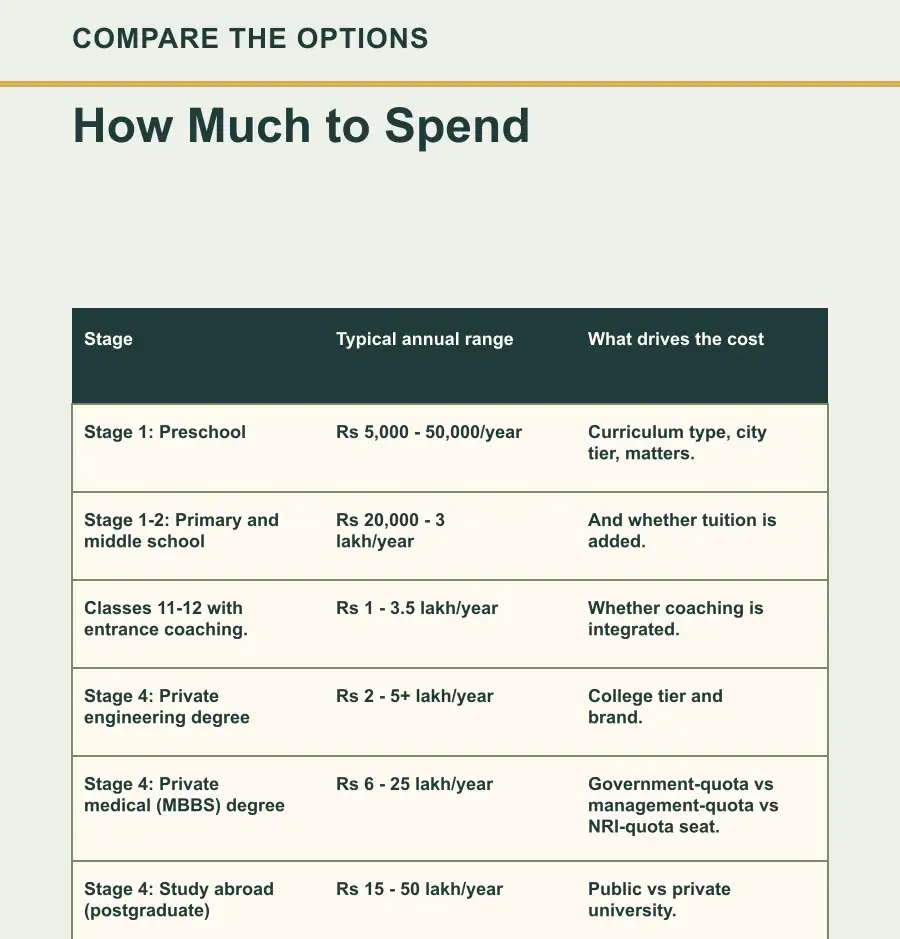 COMPARE THE OPTIONS
How Much to Spend
Stage
Typical annual range
What drives the cost
Stage 1: Preschool
Rs 5,000 - 50,000/year
Curriculum type, city
tier, matters.
Stage 1-2: Primary and
middle school
Rs 20,000 - 3
lakh/year
And whether tuition is
added.
Classes 11-12 with
entrance coaching.
Rs 1 - 3.5 lakh/year
Whether coaching is
integrated.
Stage 4: Private
engineering degree
Rs 2 - 5+ lakh/year
College tier and
brand.
Stage 4: Private
medical (MBBS) degree
Rs 6 - 25 lakh/year
Government-quota vs
management-quota vs
NRI-quota seat.
Stage 4: Study abroad
(postgraduate)
Rs 15 - 50 lakh/year
Public vs private
university.